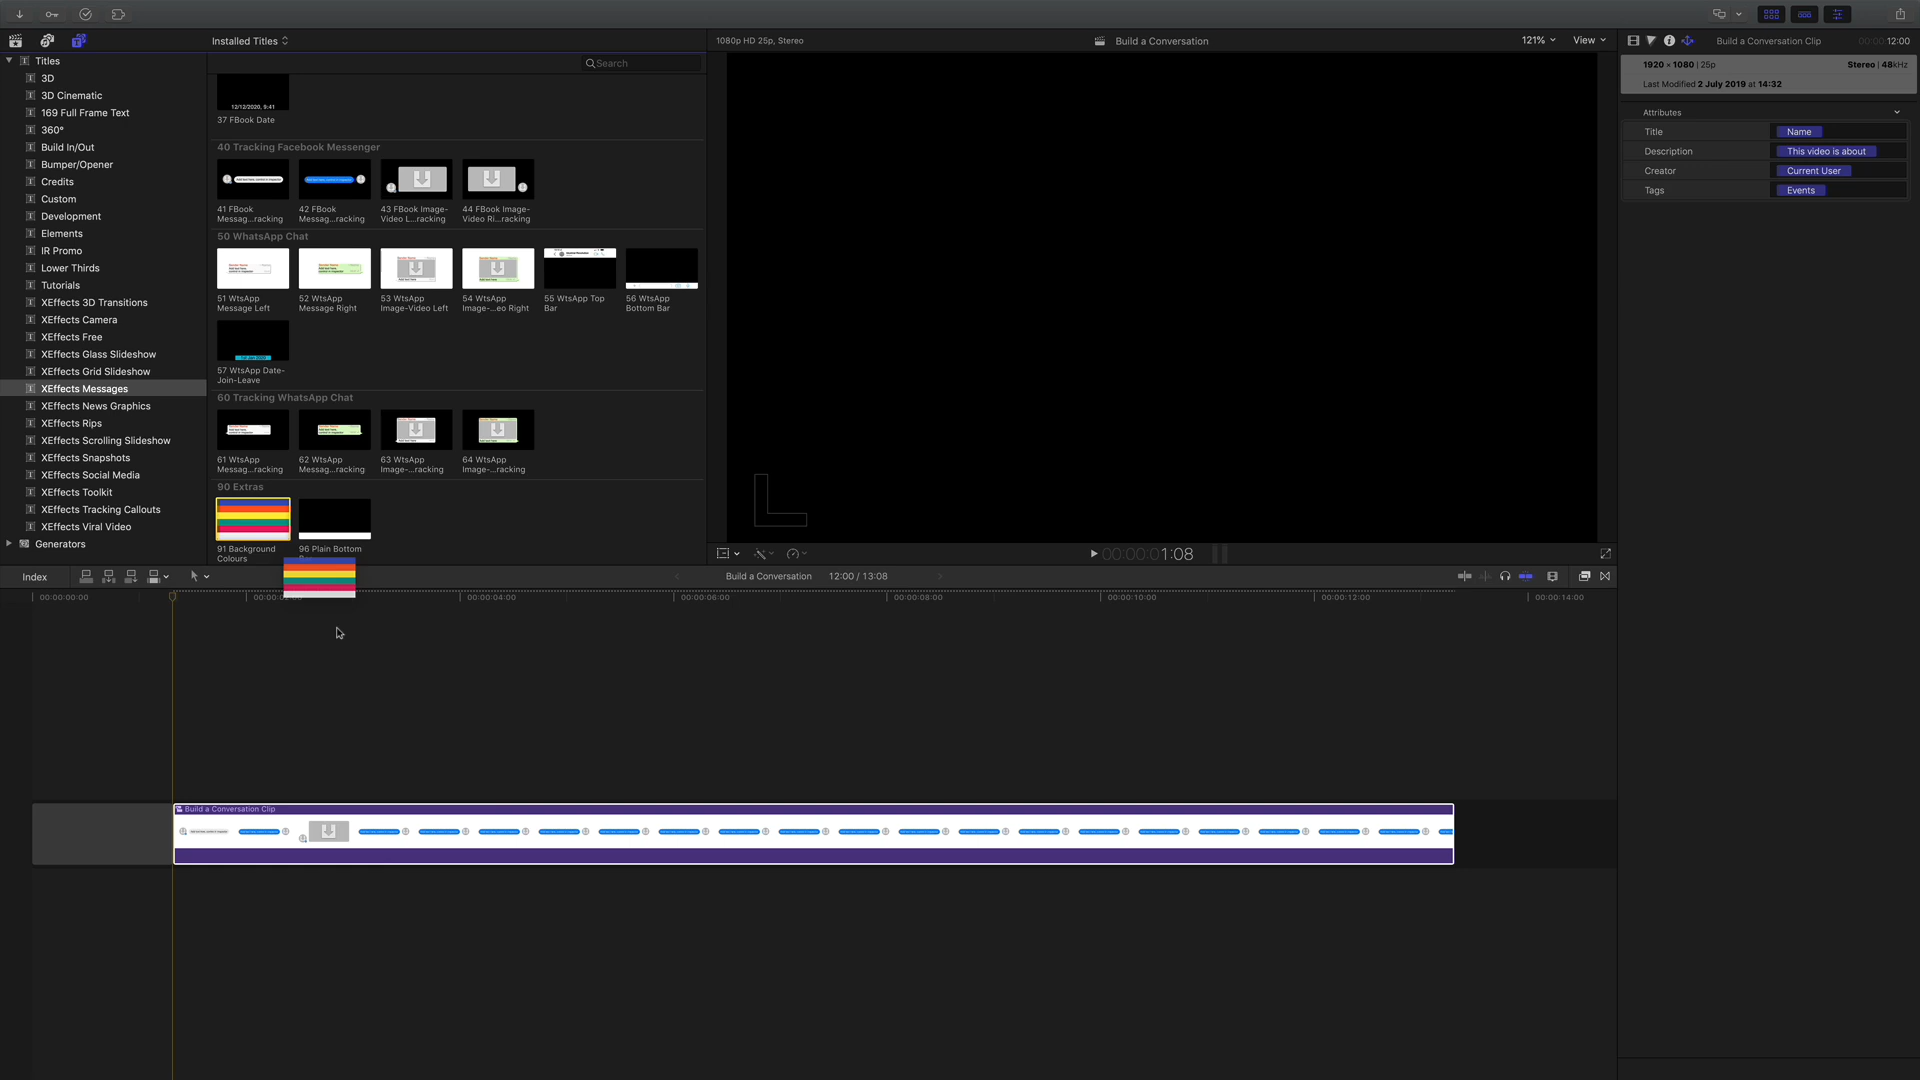 Installed Titles
1080p HD 25p, Stereo
Build a Conversation
121%
View
Build a Conversation Clip
00:00:12:00
Titles
3D
3D Cinematic
169 Full Frame Text
360°
Build In/Out
Bumper/Opener
Credits
Custom
Development
Elements
IR Promo
Lower Thirds
Tutorials
XEffects 3D Transitions
XEffects Camera
XEffects Free
XEffects Glass Slideshow
XEffects Grid Slideshow
XEffects Messages
XEffects News Graphics
XEffects Rips
XEffects Scrolling Slideshow
XEffects Snapshots
XEffects Social Media
XEffects Toolkit
XEffects Tracking Callouts
XEffects Viral Video
Generators
Search
12/12/2020, 9:41
37 FBook Date
40 Tracking Facebook Messenger
41 FBook
Messag...racking
42 FBook
Messag...racking
43 FBook Image-
Video L...racking
44 FBook Image-
Video Ri...racking
50 WhatsApp Chat
51 WtsApp
Message Left
52 WtsApp
Message Right
53 WtsApp
Image-Video Left
54 WtsApp
Image-...eo Right
55 WtsApp Top
Bar
56 WtsApp
Bottom Bar
57 WtsApp Date-
Join-Leave
60 Tracking WhatsApp Chat
61 WtsApp
Messag...racking
62 WtsApp
Messag...racking
63 WtsApp
Image-...racking
64 WtsApp
Image-...racking
90 Extras
91 Background
Colours
96 Plain Bottom
1920 × 1080 | 25p
Stereo | 48kHz
Last Modified 2 July 2019 at 14:32
Attributes
Title
Name
Description
This video is about
Creator
Current User
Tags
Events
00:00:01:08
Index
Build a Conversation
12:00 / 13:08
00:00:00:00
00:00:04:00
00:00:06:00
00:00:08:00
00:00:10:00
00:00:12:00
00:00:14:00
Build a Conversation Clip